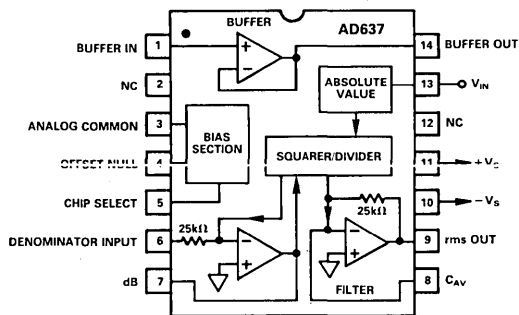 BUFFER
AD637
BUFFER IN 1
14 BUFFER OUT
NC 2
ABSOLUTE
VALUE
13 VIN
ANALOG COMMON 3
12 NC
BIAS
SECTION
OFFSET NULL 4
SQUARER/DIVIDER
11 +VS
CHIP SELECT 5
25kΩ
10 −VS
25kΩ
DENOMINATOR INPUT 6
9 rms OUT
dB 7
FILTER
8 CAV